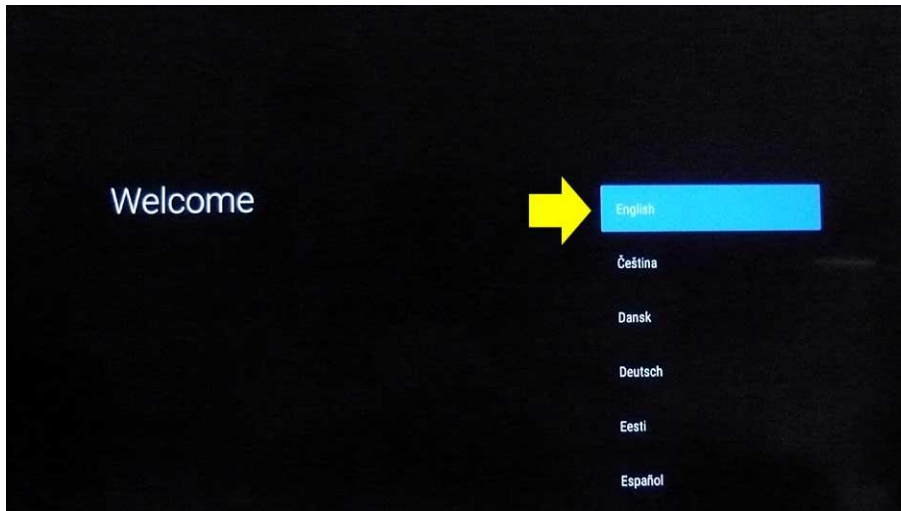 Welcome
English
Čeština
Dansk
Deutsch
Eesti
Español